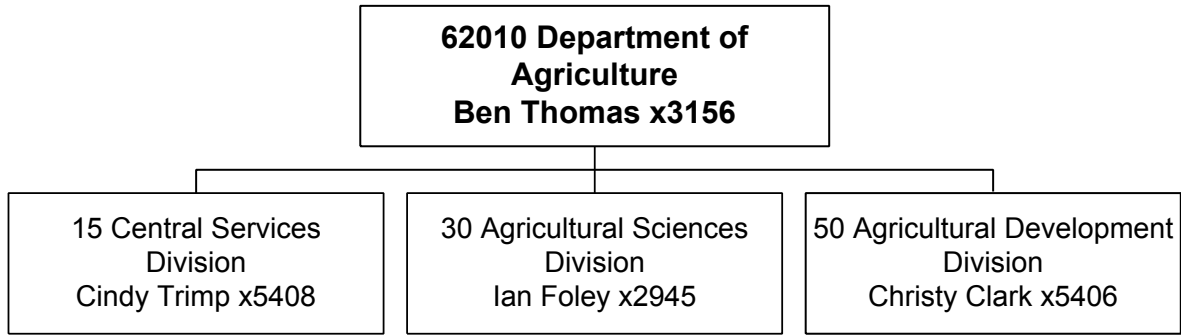 62010 Department of
Agriculture
Ben Thomas x3156
15 Central Services
Division
Cindy Trimp x5408
30 Agricultural Sciences
Division
Ian Foley x2945
50 Agricultural Development
Division
Christy Clark x5406